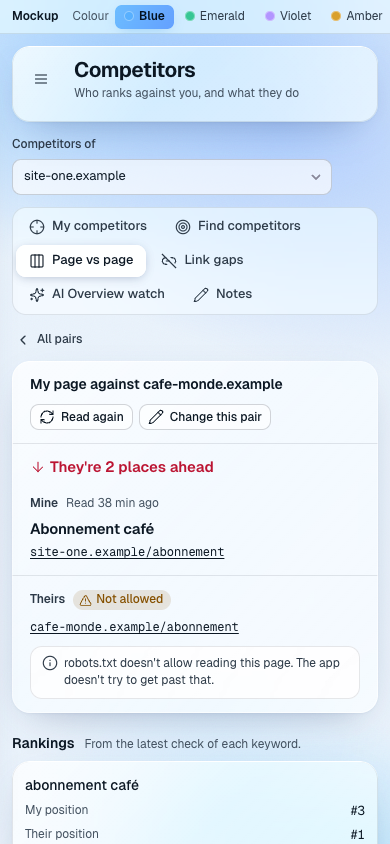 Mockup Colour Blue Emerald Violet Amber
Competitors
Who ranks against you, and what they do
Competitors of
site-one.example
My competitors Find competitors
Page vs page Link gaps
AI Overview watch Notes
All pairs
My page against cafe-monde.example
Read again Change this pair
They're 2 places ahead
Mine Read 38 min ago
Abonnement café
site-one.example/abonnement
Theirs Not allowed
cafe-monde.example/abonnement
robots.txt doesn't allow reading this page. The app
doesn't try to get past that.
Rankings From the latest check of each keyword.
abonnement café
My position #3
Their position #1